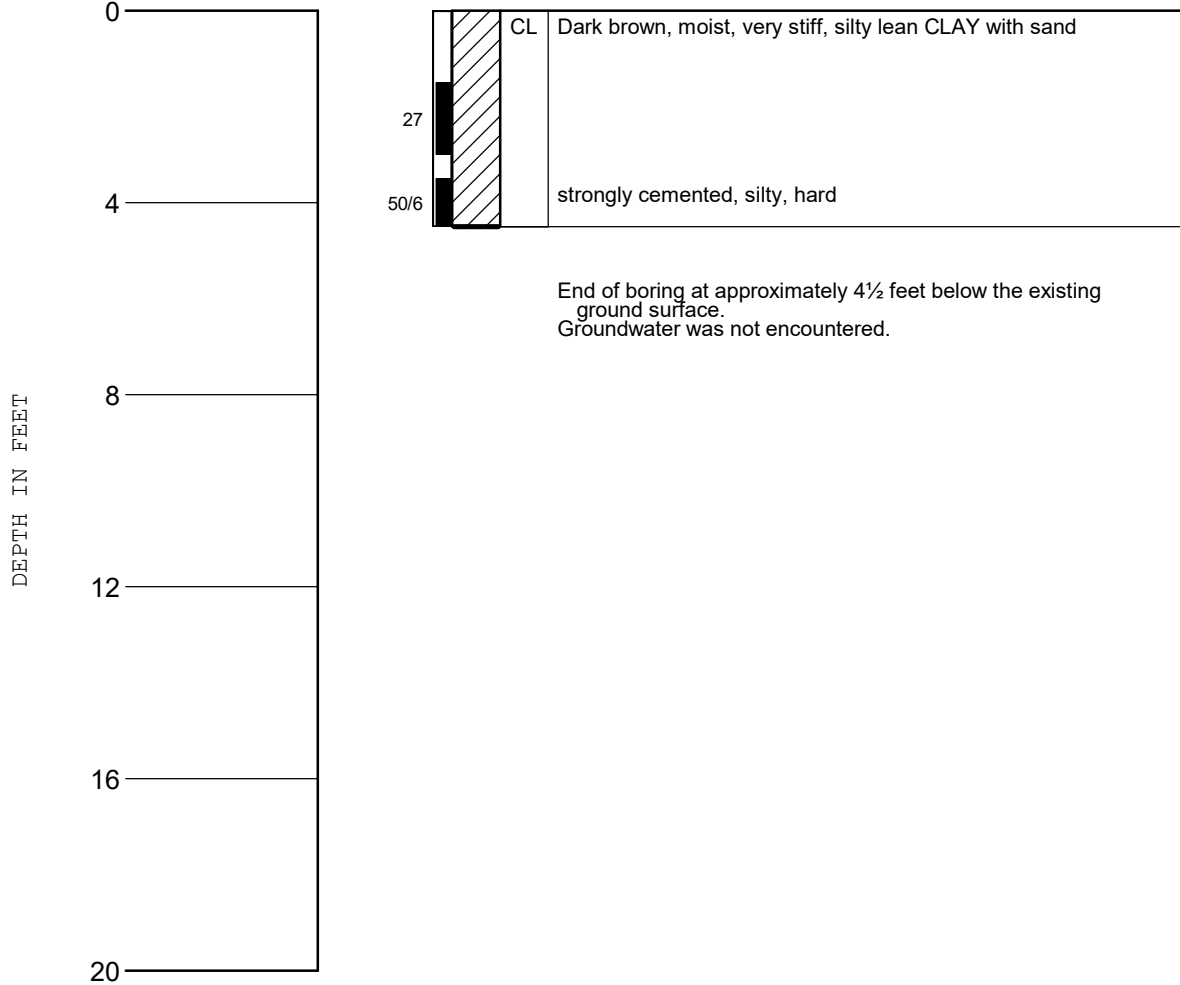 0
CL Dark brown, moist, very stiff, silty lean CLAY with sand
27
4
50/6
strongly cemented, silty, hard
End of boring at approximately 4½ feet below the existing
ground surface.
Groundwater was not encountered.
8
DEPTH IN FEET
12
16
20